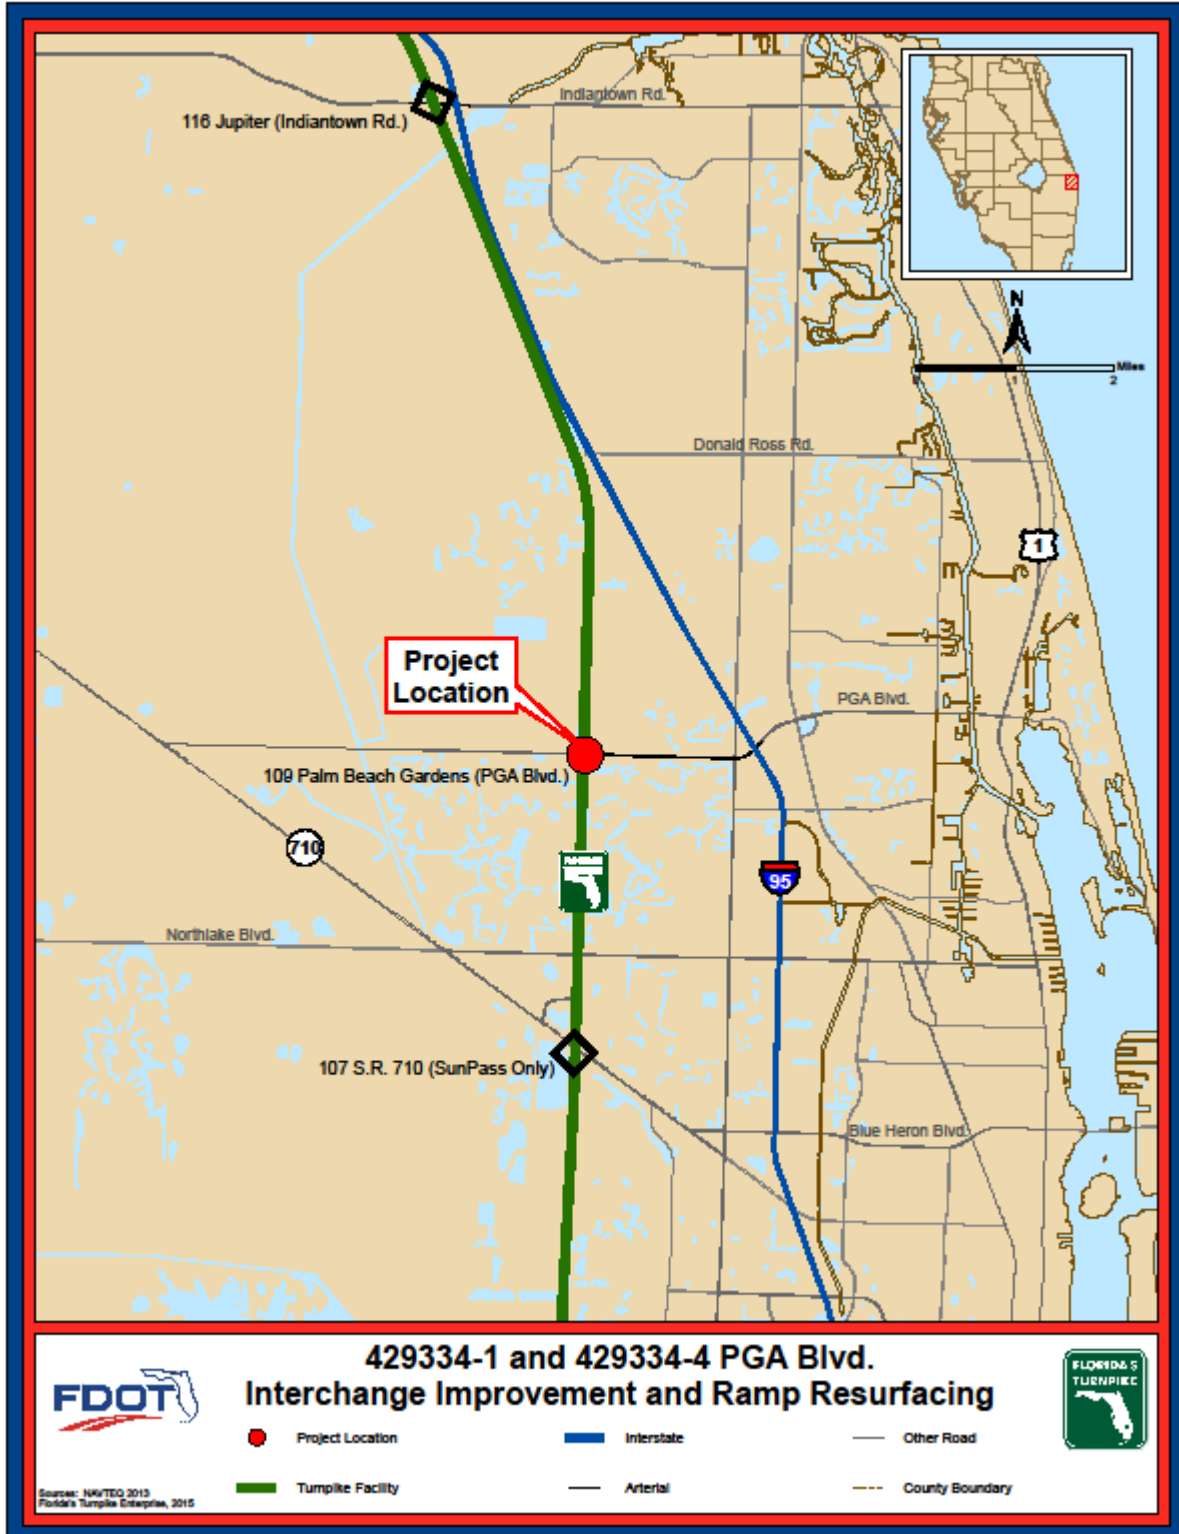 Indiantown Rd.
116 Jupiter (Indiantown Rd.)
N
Miles
1
2
Donald Ross Rd.
1
Project
Location
PGA Blvd.
109 Palm Beach Gardens (PGA Blvd.)
710
95
Northlake Blvd.
107 S.R. 710 (SunPass Only)
Blue Heron Blvd.
429334-1 and 429334-4 PGA Blvd.
Interchange Improvement and Ramp Resurfacing
FDOT
FLORIDA'S
TURNPIKE
Project Location
Interstate
Other Road
Turnpike Facility
Arterial
County Boundary
Sources: NAVTEQ 2013
Florida's Turnpike Enterprise, 2015